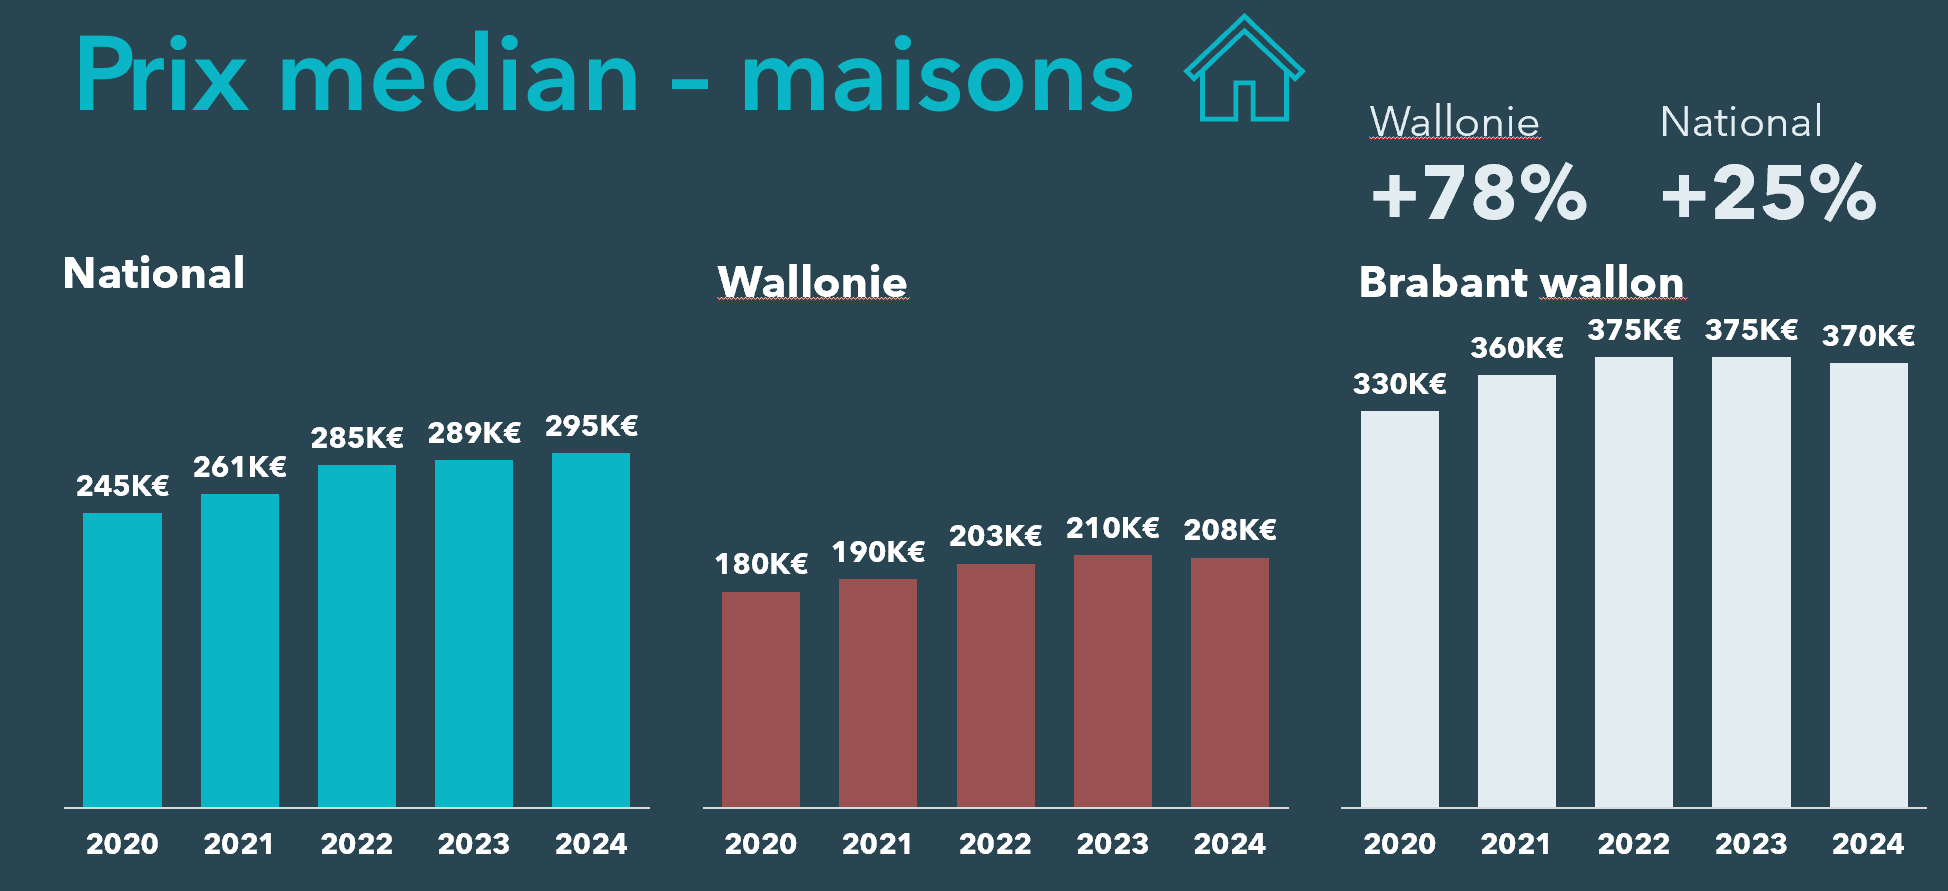 Prix médian – maisons
Wallonie
National
+78%
+25%
National
245K€
261K€
285K€
289K€
295K€
2020
2021
2022
2023
2024
Wallonie
180K€
190K€
203K€
210K€
208K€
2020
2021
2022
2023
2024
Brabant wallon
330K€
360K€
375K€
375K€
370K€
2020
2021
2022
2023
2024